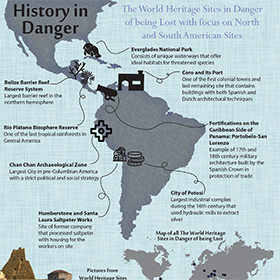 History in
Danger
The World Heritage Sites in Danger
of being Lost with focus on North
and South American Sites
Everglades National Park
Consists of unique waterways that offer
ideal habitats for threatened species
Belize Barrier Reef
Reserve System
Largest barrier reef in the
northern hemisphere
Coro and Its Port
One of the first colonial towns and
last remaining site that contains
buildings with both Spanish and
Dutch architectural techniques
Río Plátano Biosphere Reserve
One of the last tropical rainforests in
Central America
Fortifications on the
Caribbean Side of
Panama: Portobelo-San
Lorenzo
Example of 17th and
18th century military
architecture built by the
Spanish Crown in
protection of trade
Chan Chan Archaeological Zone
Largest City in pre-Columbian America
with a strict political and social strategy
City of Potosi
Largest industrial complex
during the 16th century that
used hydraulic mills to extract
silver
Humberstone and Santa
Laura Saltpeter Works
Site of former company
that processed saltpeter
with housing for the
workers on site
Map of all The World Heritage
Sites in Danger of being Lost
Pictures from
World Heritage Sites